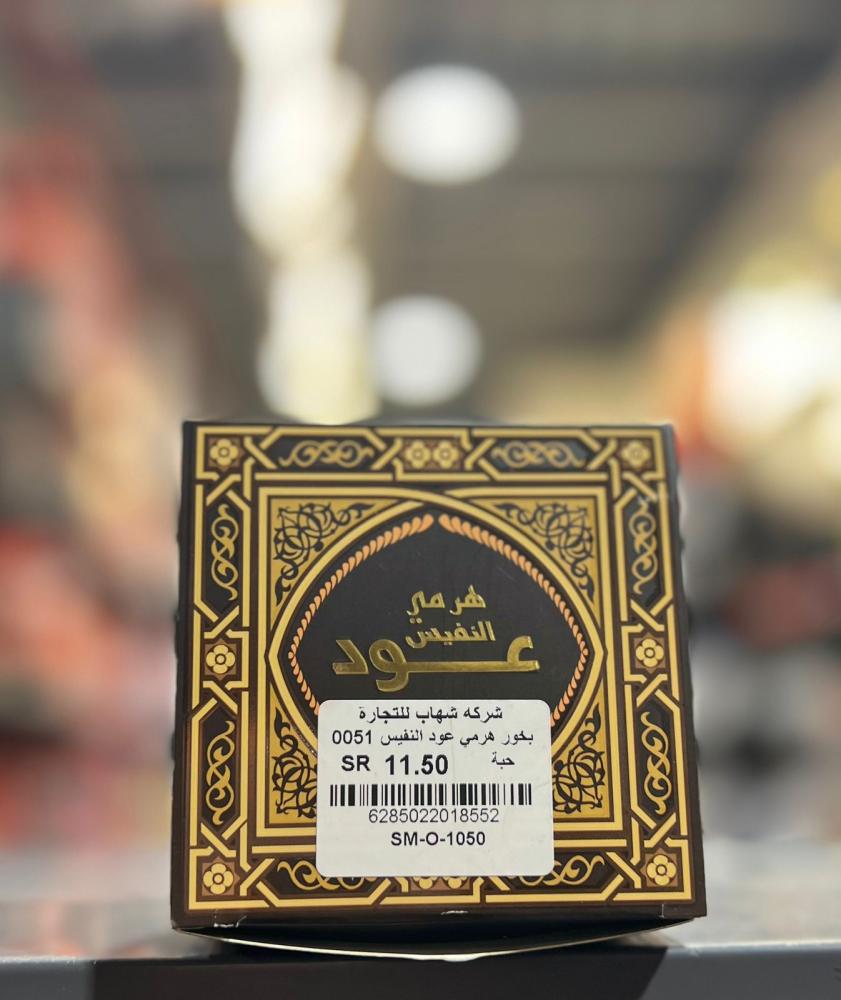 هرمي
النفيس
عود
شركه شهاب للتجارة
بخور هرمي عود النفيس 0051
SR 11.50 حبة
6285022018552
SM-O-1050